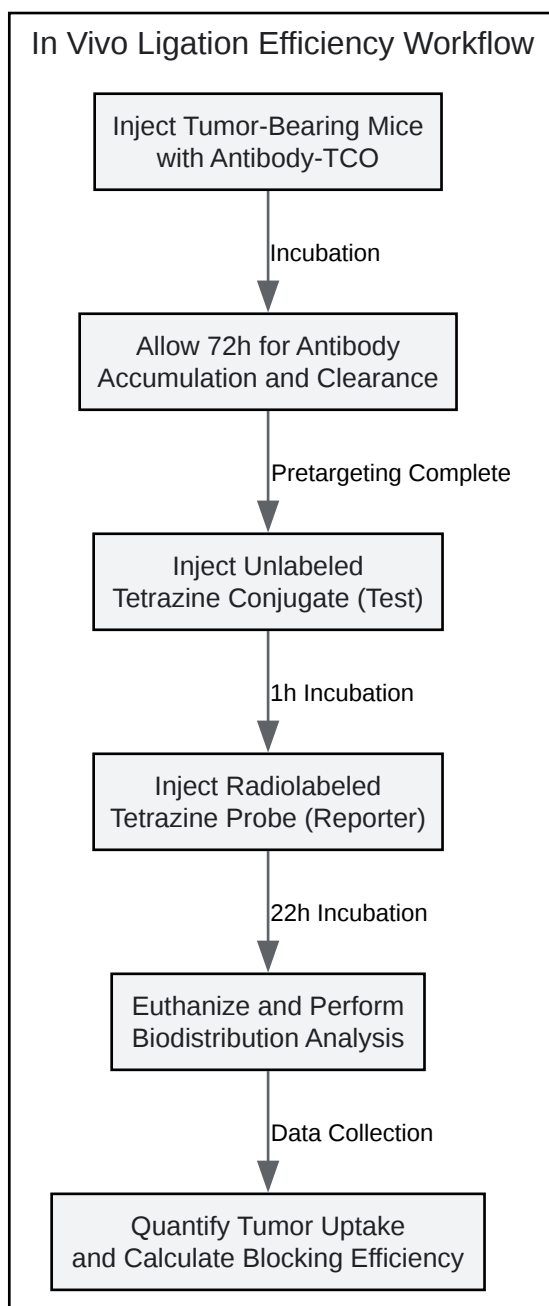 In Vivo Ligation Efficiency Workflow
Inject Tumor-Bearing Mice
with Antibody-TCO
Incubation
Allow 72h for Antibody
Accumulation and Clearance
Pretargeting Complete
Inject Unlabeled
Tetrazine Conjugate (Test)
1h Incubation
Inject Radiolabeled
Tetrazine Probe (Reporter)
22h Incubation
Euthanize and Perform
Biodistribution Analysis
Data Collection
Quantify Tumor Uptake
and Calculate Blocking Efficiency